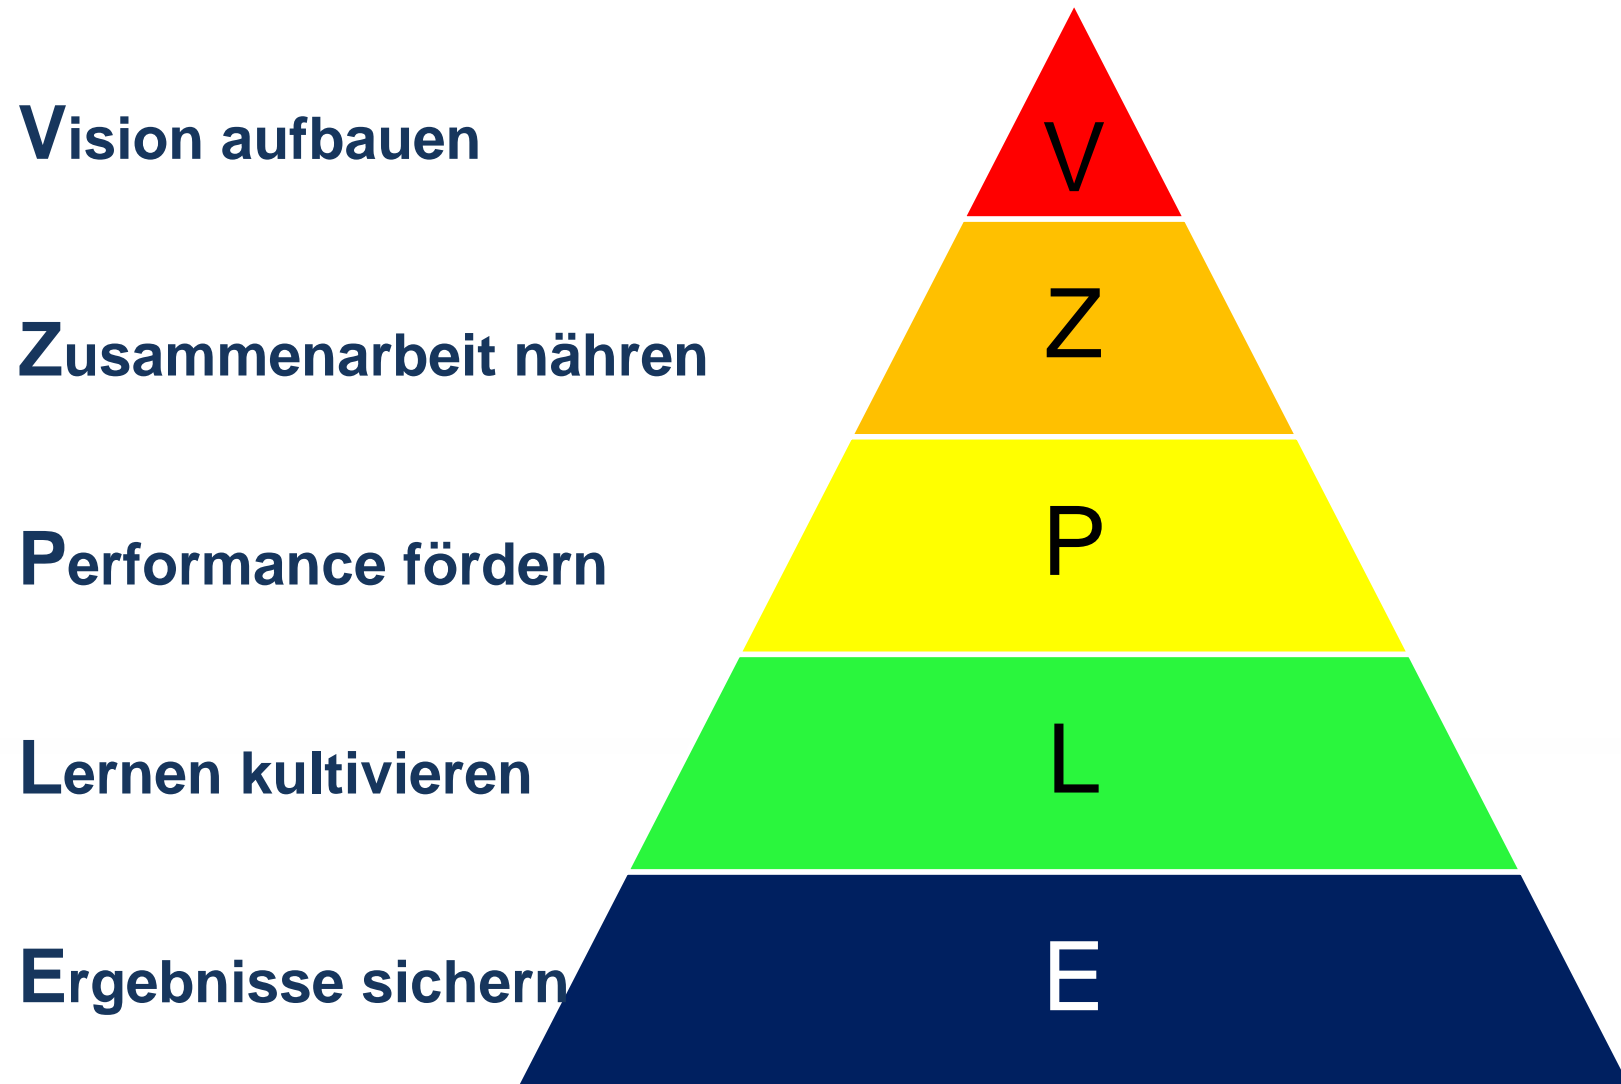 Vision aufbauen
V
Zusammenarbeit nähren
Z
Performance fördern
P
Lernen kultivieren
L
Ergebnisse sichern
E